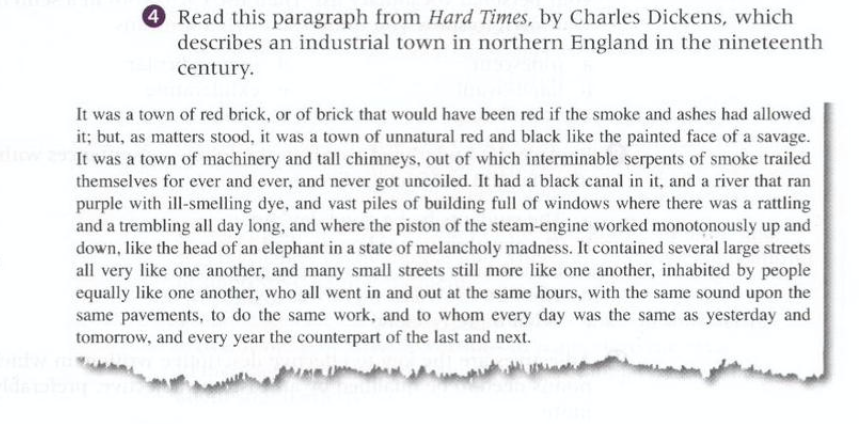 4 Read this paragraph from Hard Times, by Charles Dickens, which
describes an industrial town in northern England in the nineteenth
century.
It was a town of red brick, or of brick that would have been red if the smoke and ashes had allowed
it; but, as matters stood, it was a town of unnatural red and black like the painted face of a savage.
It was a town of machinery and tall chimneys, out of which interminable serpents of smoke trailed
themselves for ever and ever, and never got uncoiled. It had a black canal in it, and a river that ran
purple with ill-smelling dye, and vast piles of building full of windows where there was a rattling
and a trembling all day long, and where the piston of the steam-engine worked monotonously up and
down, like the head of an elephant in a state of melancholy madness. It contained several large streets
all very like one another, and many small streets still more like one another, inhabited by people
equally like one another, who all went in and out at the same hours, with the same sound upon the
same pavements, to do the same work, and to whom every day was the same as yesterday and
tomorrow, and every year the counterpart of the last and next.